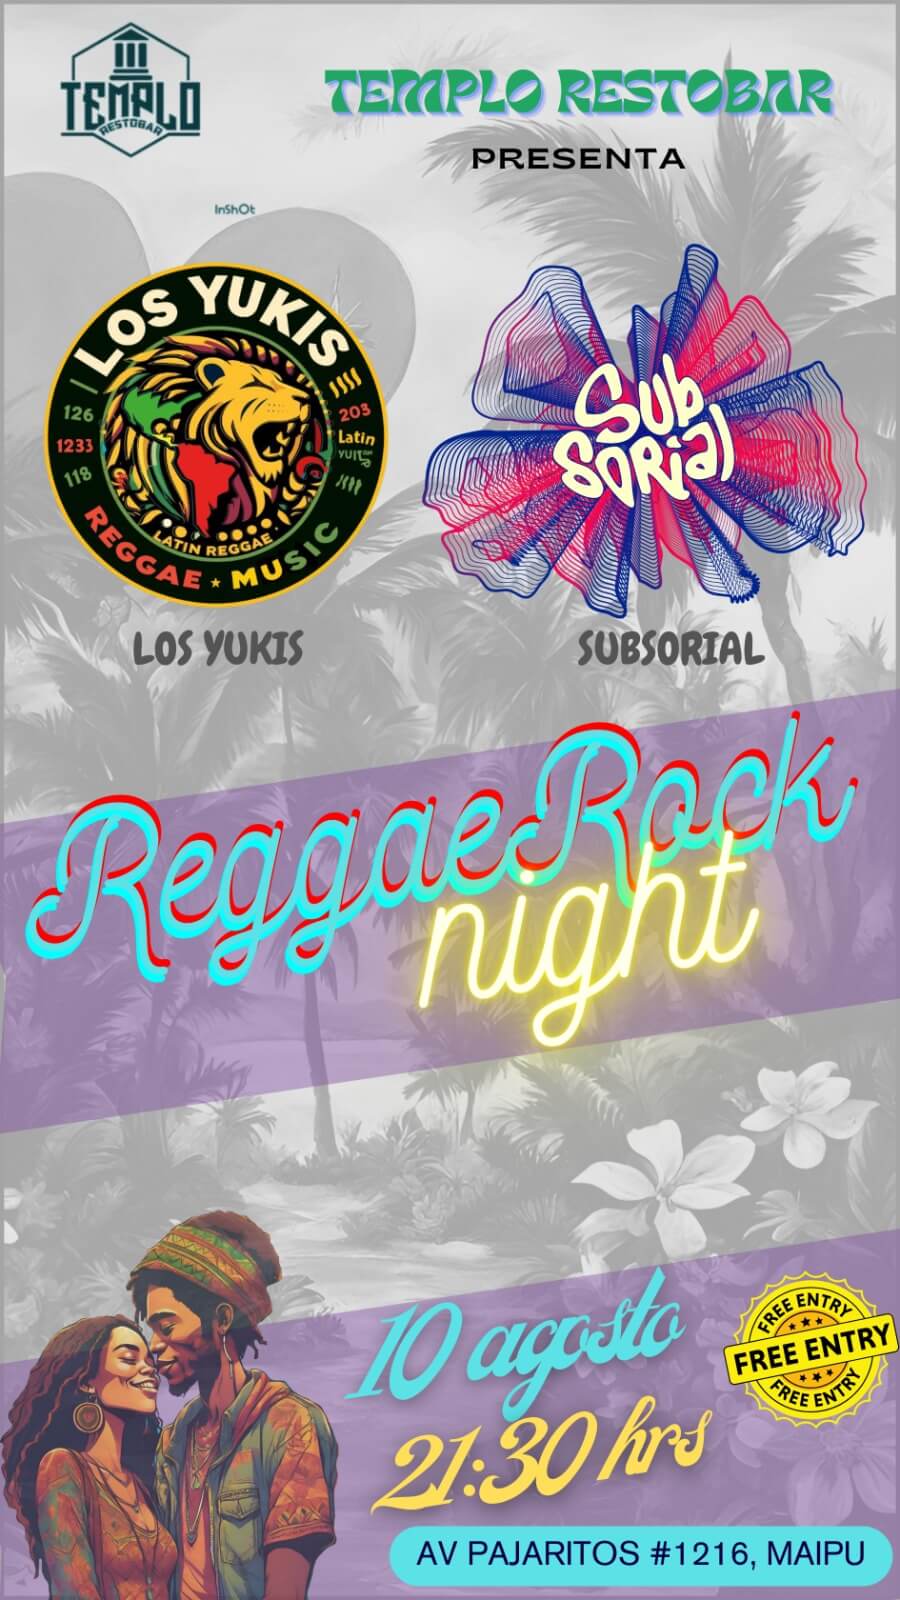 TEMPLO
RESTOBAR
TEMPLO RESTOBAR
PRESENTA
InShOt
LOS YUKIS
126
1233
118
203
Latin
LATIN REGGAE
REGGAE ★ MUSIC
Sub
SORial
LOS YUKIS
SUBSORIAL
ReggaeRock
night
10 agosto
21:30 hrs
FREE ENTRY
FREE ENTRY
FREE ENTRY
AV PAJARITOS #1216, MAIPU